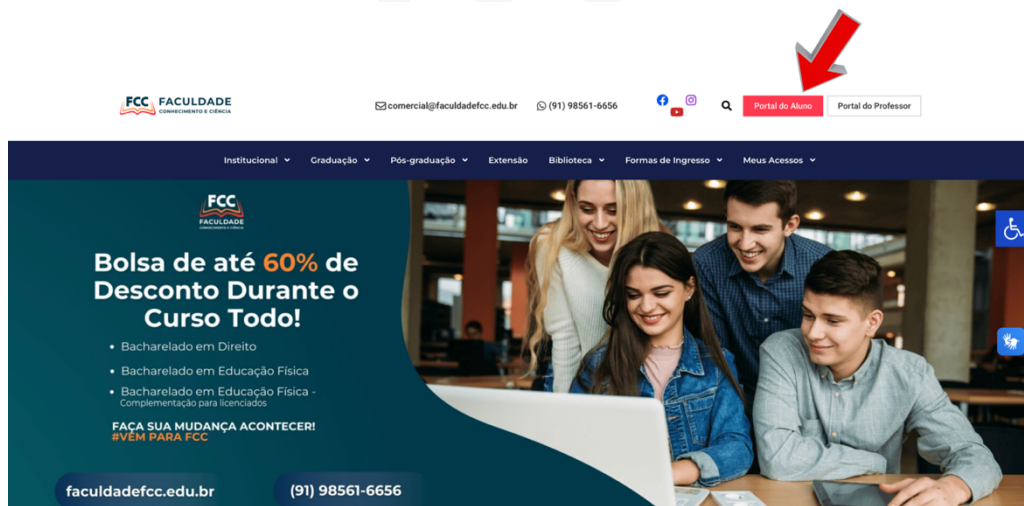 FCC FACULDADE
CONHECIMENTO E CIÊNCIA
comercial@faculdadefcc.edu.br
(91) 98561-6656
Portal do Aluno
Portal do Professor
Institucional
Graduação
Pós-graduação
Extensão
Biblioteca
Formas de Ingresso
Meus Acessos
FCC
FACULDADE
CONHECIMENTO E CIÊNCIA
Bolsa de até 60% de
Desconto Durante o
Curso Todo!
• Bacharelado em Direito
• Bacharelado em Educação Física
• Bacharelado em Educação Física -
Complementação para licenciados
FAÇA SUA MUDANÇA ACONTECER!
#VEM PARA FCC
faculdadefcc.edu.br
(91) 98561-6656